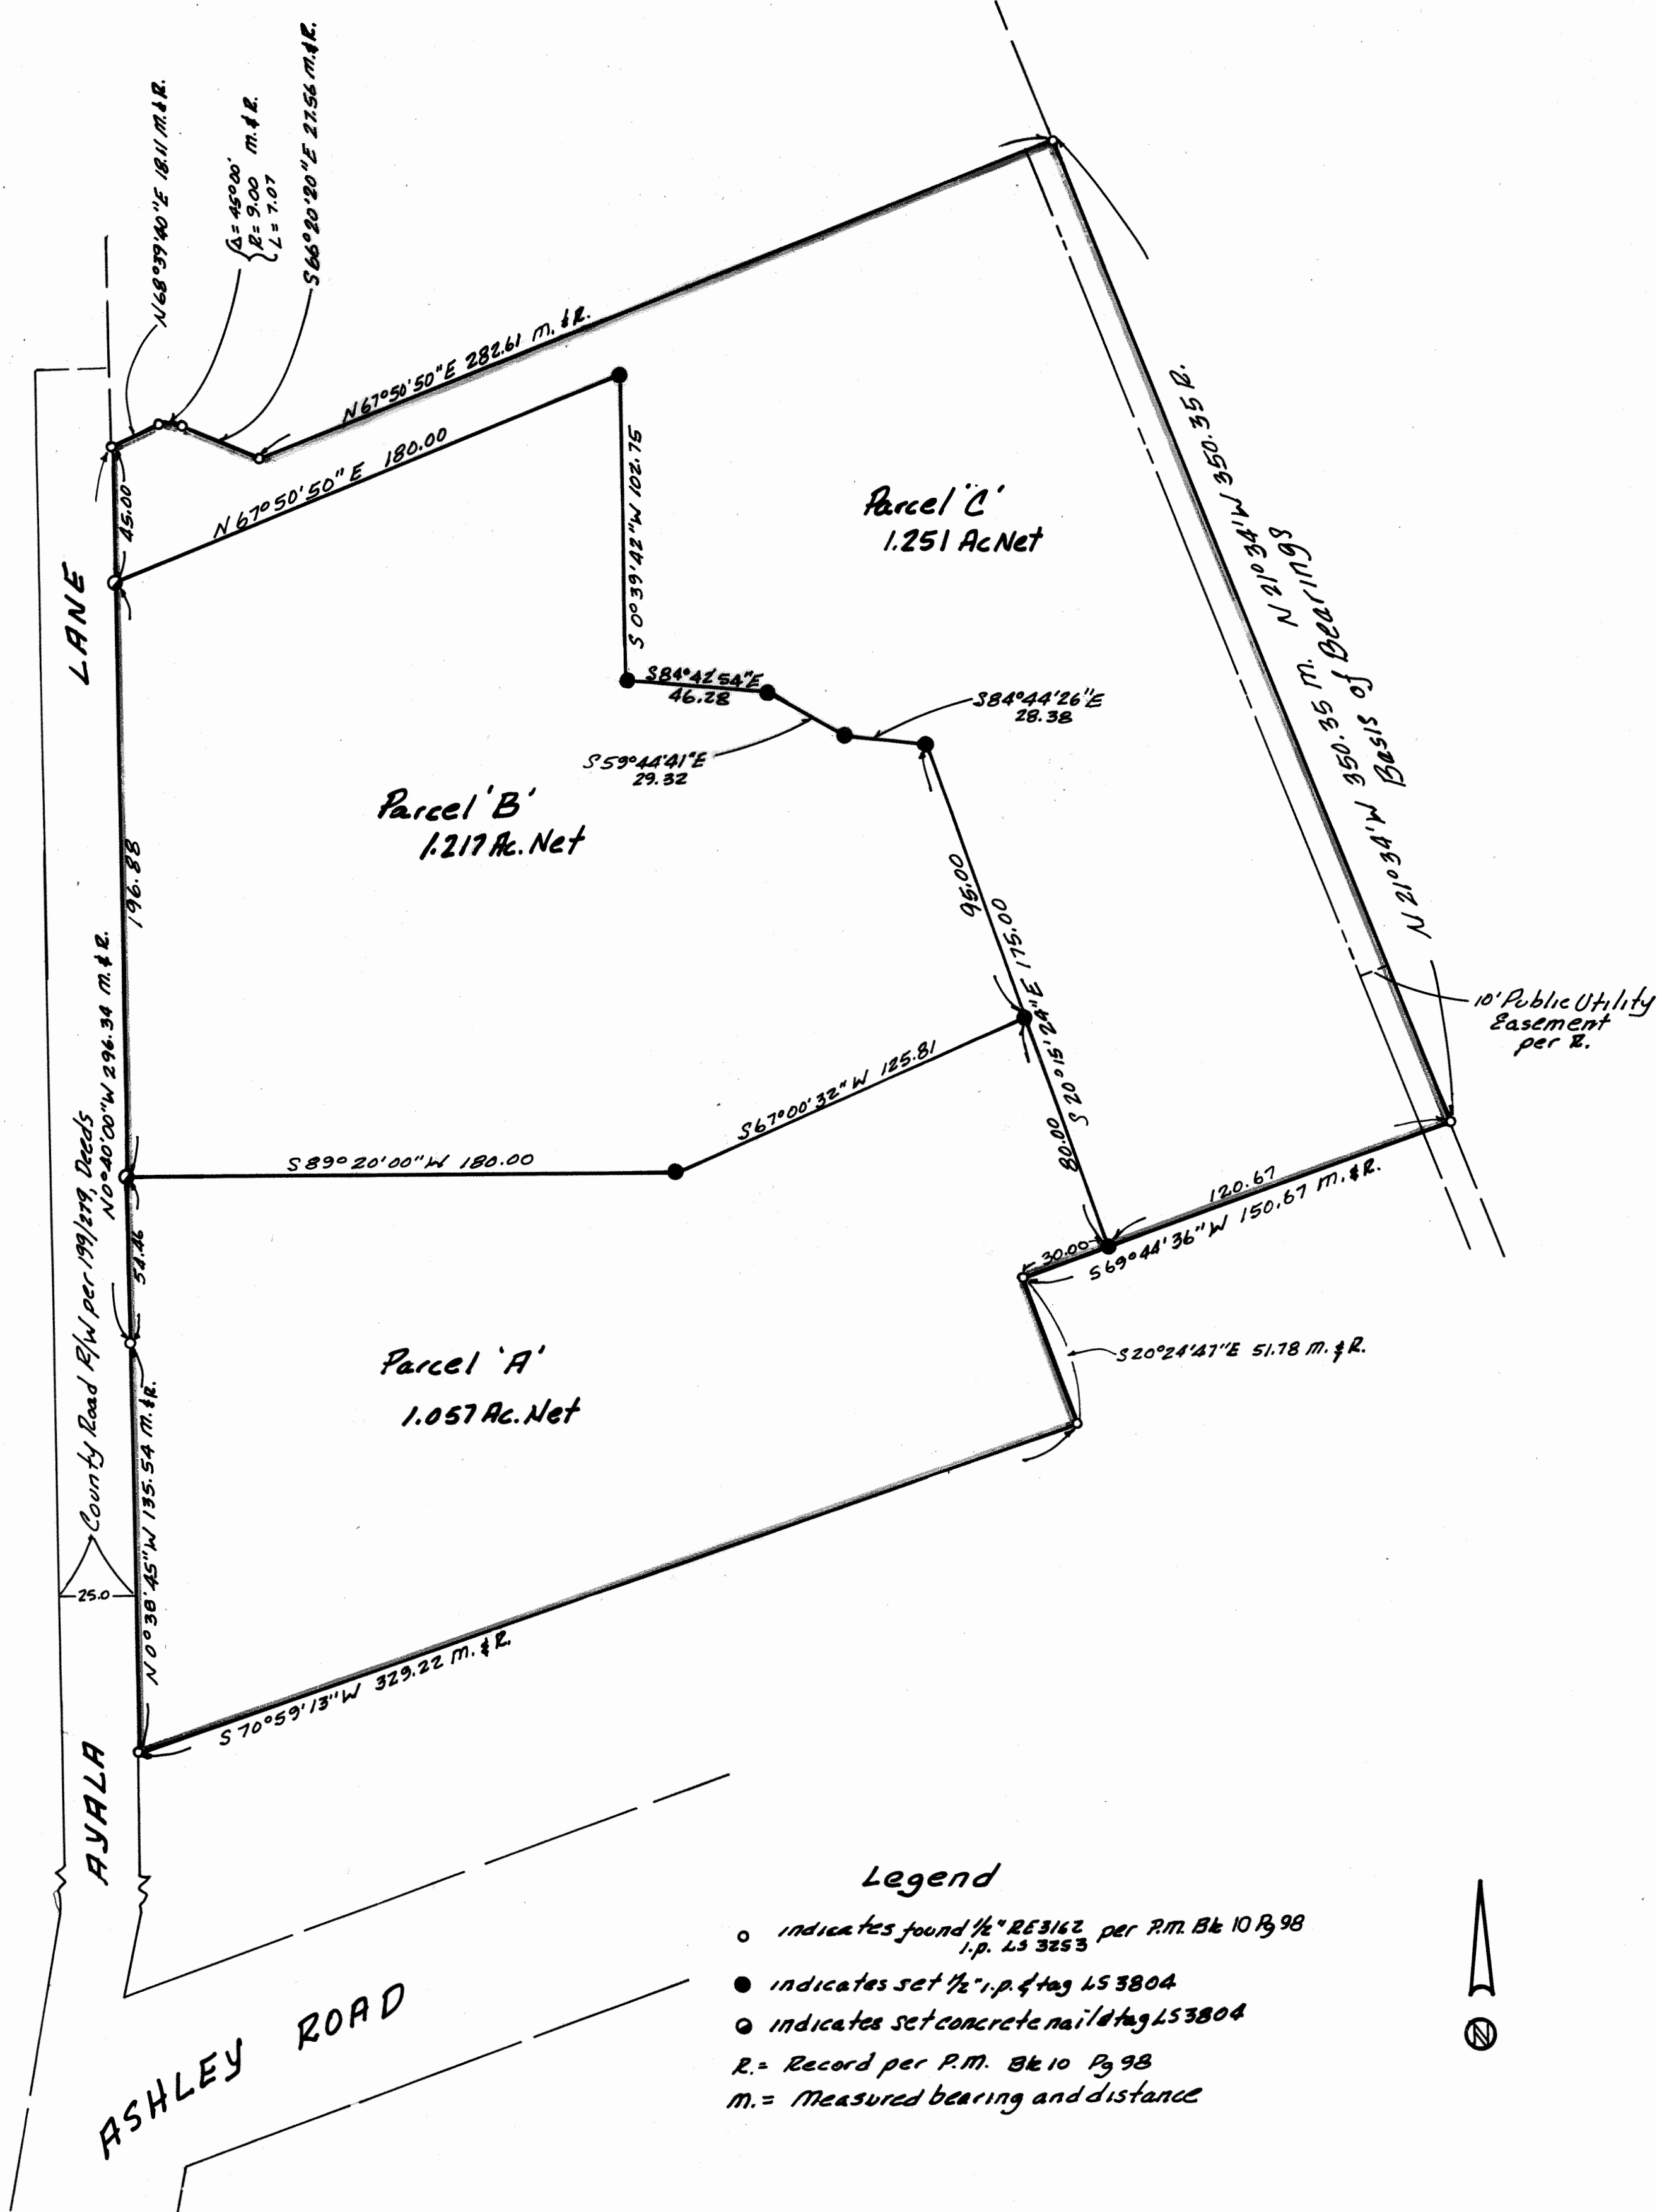 N68°39'40"E 18.11 M.&R.
Δ=45°00'
R=9.00 M.&R.
L=7.07
S66°20'20"E 27.56 M.&R.
N67°50'50"E 282.61 M.&R.
N67°50'50"E 180.00
45.00
S0°39'42"W 102.75
Parcel 'C'
1.251 Ac Net
N21°34'W 350.35 R.
N21°34'W 350.35 M.
N21°34'W
Basis of Bearings
LANE
S84°42'54"E
46.28
S84°44'26"E
28.38
S59°44'41"E
29.32
Parcel 'B'
1.217 Ac. Net
196.88
95.00
S20°15'24"E 175.00
10' Public Utility
Easement
per R.
S67°00'32"W 125.81
S89°20'00"W 180.00
80.00
N0°40'00"W 296.34 M.&R.
County Road R/W per 199/279, Deeds
54.46
120.67
S69°44'36"W 150.67 M.&R.
30.00
S20°24'47"E 51.78 M.&R.
Parcel 'A'
1.057 Ac. Net
N0°38'45"W 135.54 M.&R.
25.0
S70°59'13"W 329.22 M.&R.
AYALA
ASHLEY ROAD
Legend
indicates found 1/2" RE3162 per P.M. Bk 10 Pg 98
i.p. LS 3253
indicates set 1/2" i.p. & tag LS 3804
indicates set concrete nail & tag LS 3804
R.= Record per P.M. Bk 10 Pg 98
M.= Measured bearing and distance
N